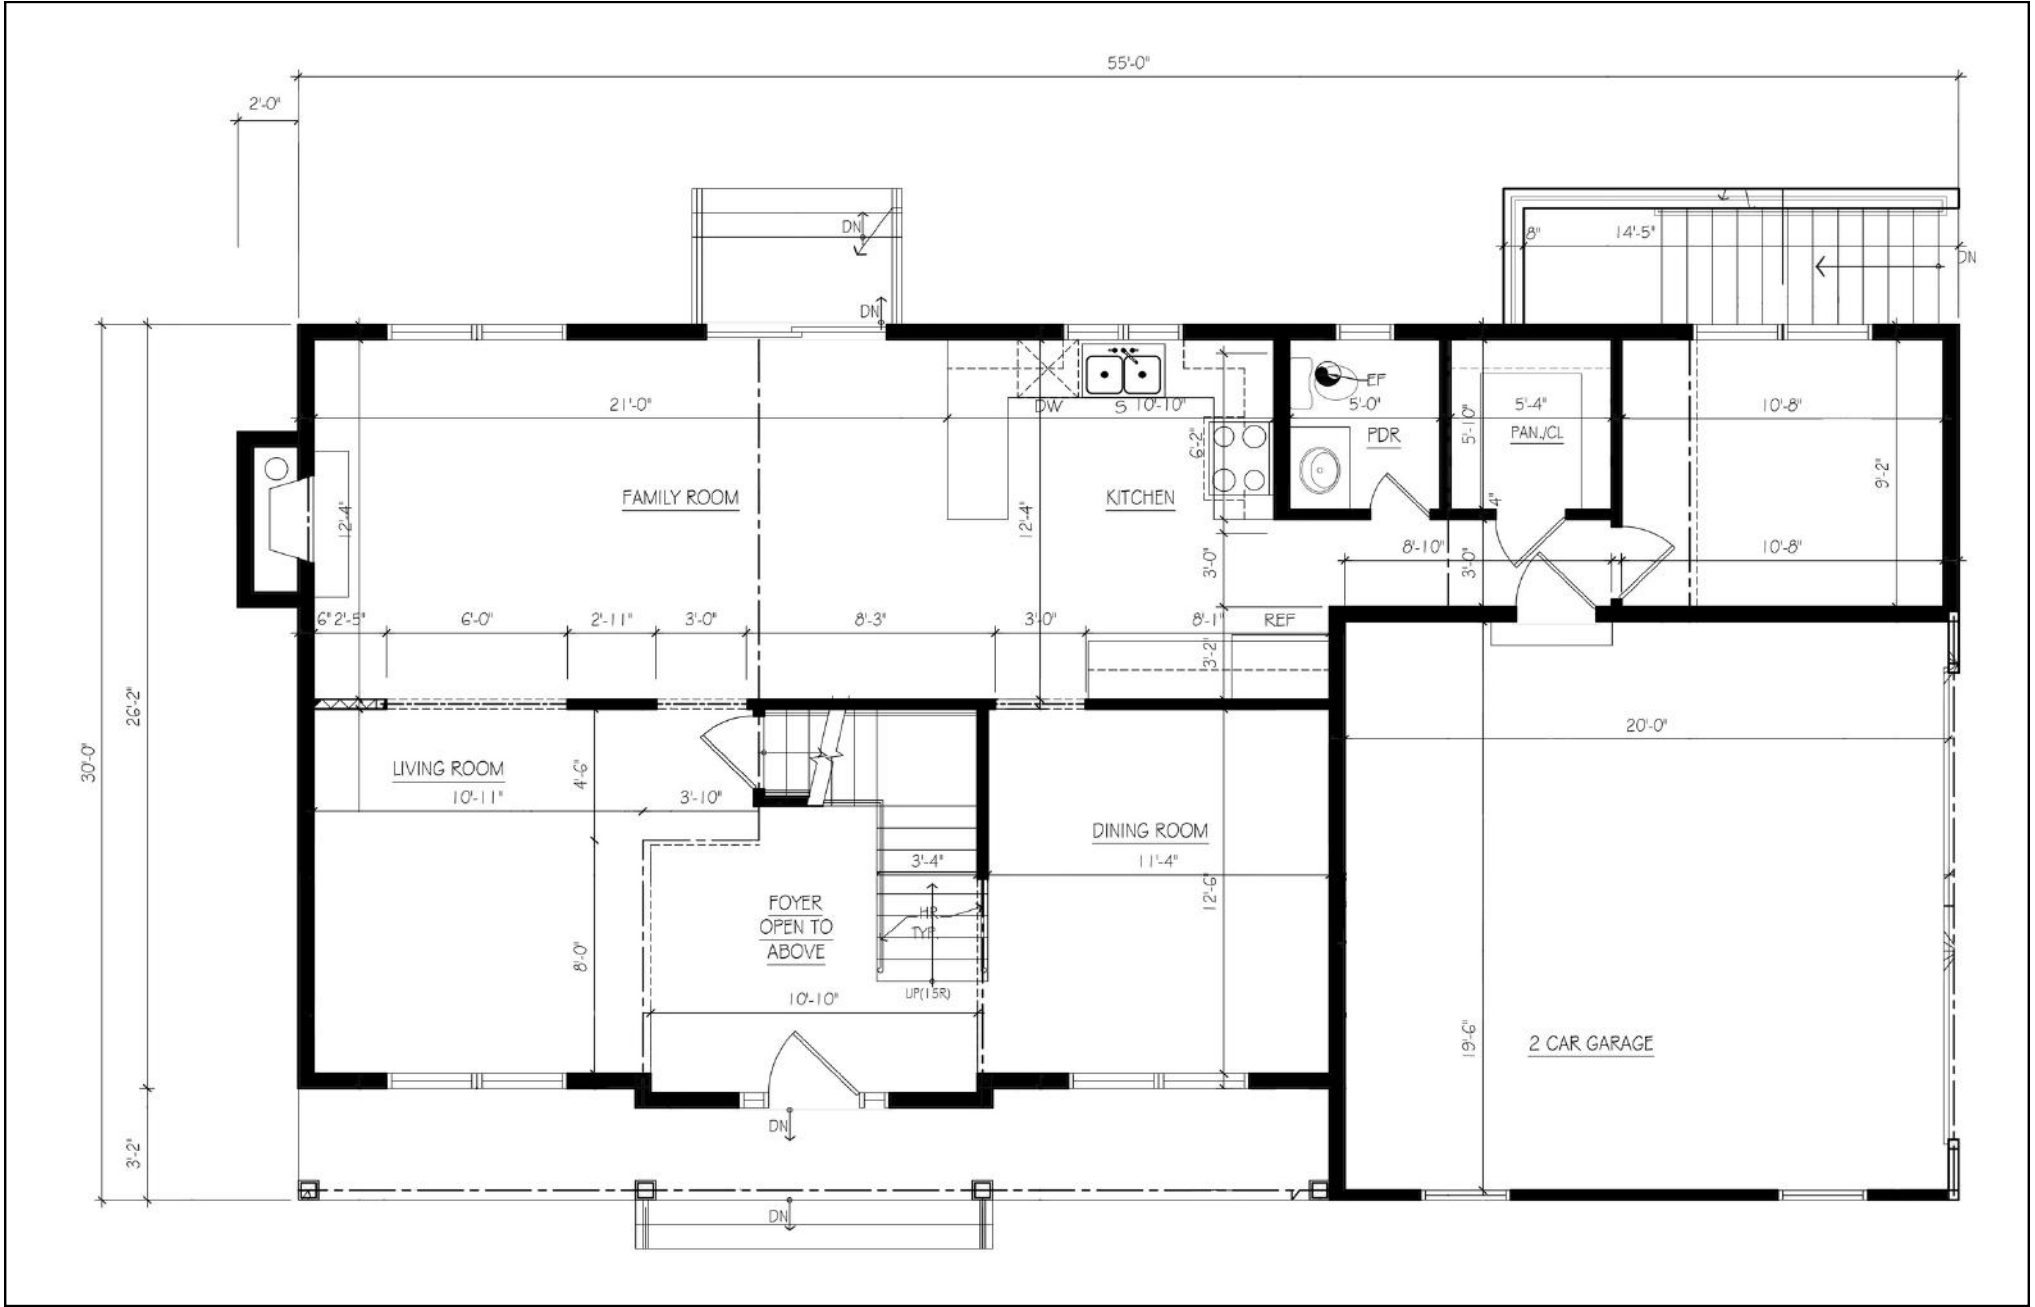 55'-0"
2'-0"
DN
8"
14'-5"
DN
DN
EF
21'-0"
DW
S
10'-10"
5'-0"
5'-10"
5'-4"
10'-8"
PDR
PAN./CL
6'-2"
9'-2"
FAMILY ROOM
KITCHEN
4"
12'-4"
12'-4"
8'-10"
3'-0"
3'-0"
10'-8"
6"
2'-5"
6'-0"
2'-11"
3'-0"
8'-3"
3'-0"
8'-1"
REF
3'-2"
26'-2"
30'-0"
20'-0"
LIVING ROOM
10'-11"
4'-6"
3'-10"
DINING ROOM
11'-4"
3'-4"
12'-6"
FOYER
OPEN TO
ABOVE
HR
TYP.
8'-0"
UP(15R)
10'-10"
19'-6"
2 CAR GARAGE
DN
3'-2"
DN